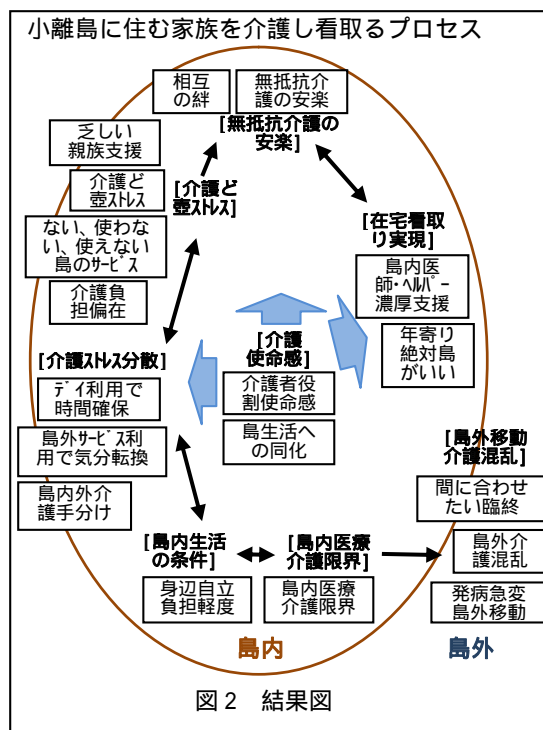 小離島に住む家族を介護し看取るプロセス
相互
の絆
無抵抗介
護の安楽
[無抵抗介護の
安楽]
乏しい
親族支援
介護ど
壺ｽﾄﾚｽ
[介護ど
壺ｽﾄﾚｽ]
ない、使わな
い、使えない
島のサービス
介護負
担偏在
[在宅看取
り実現]
島内医
師・ﾍﾙﾊﾟｰ
濃厚支援
年寄り
絶対島
がいい
[介護
使命感]
介護者役
割使命感
島生活へ
の同化
[介護ｽﾄﾚｽ分散]
ﾃﾞｲ利用で
時間確保
島外ｻｰﾋﾞｽ利
用で気分転換
島内外介
護手分け
[島外移動
介護混乱]
間に合わせ
たい臨終
島外介
護混乱
発病急変
島外移動
[島内生活
の条件]
身辺自立
負担軽度
[島内医療
介護限界]
島内医療
介護限界
島内
島外
図２　結果図